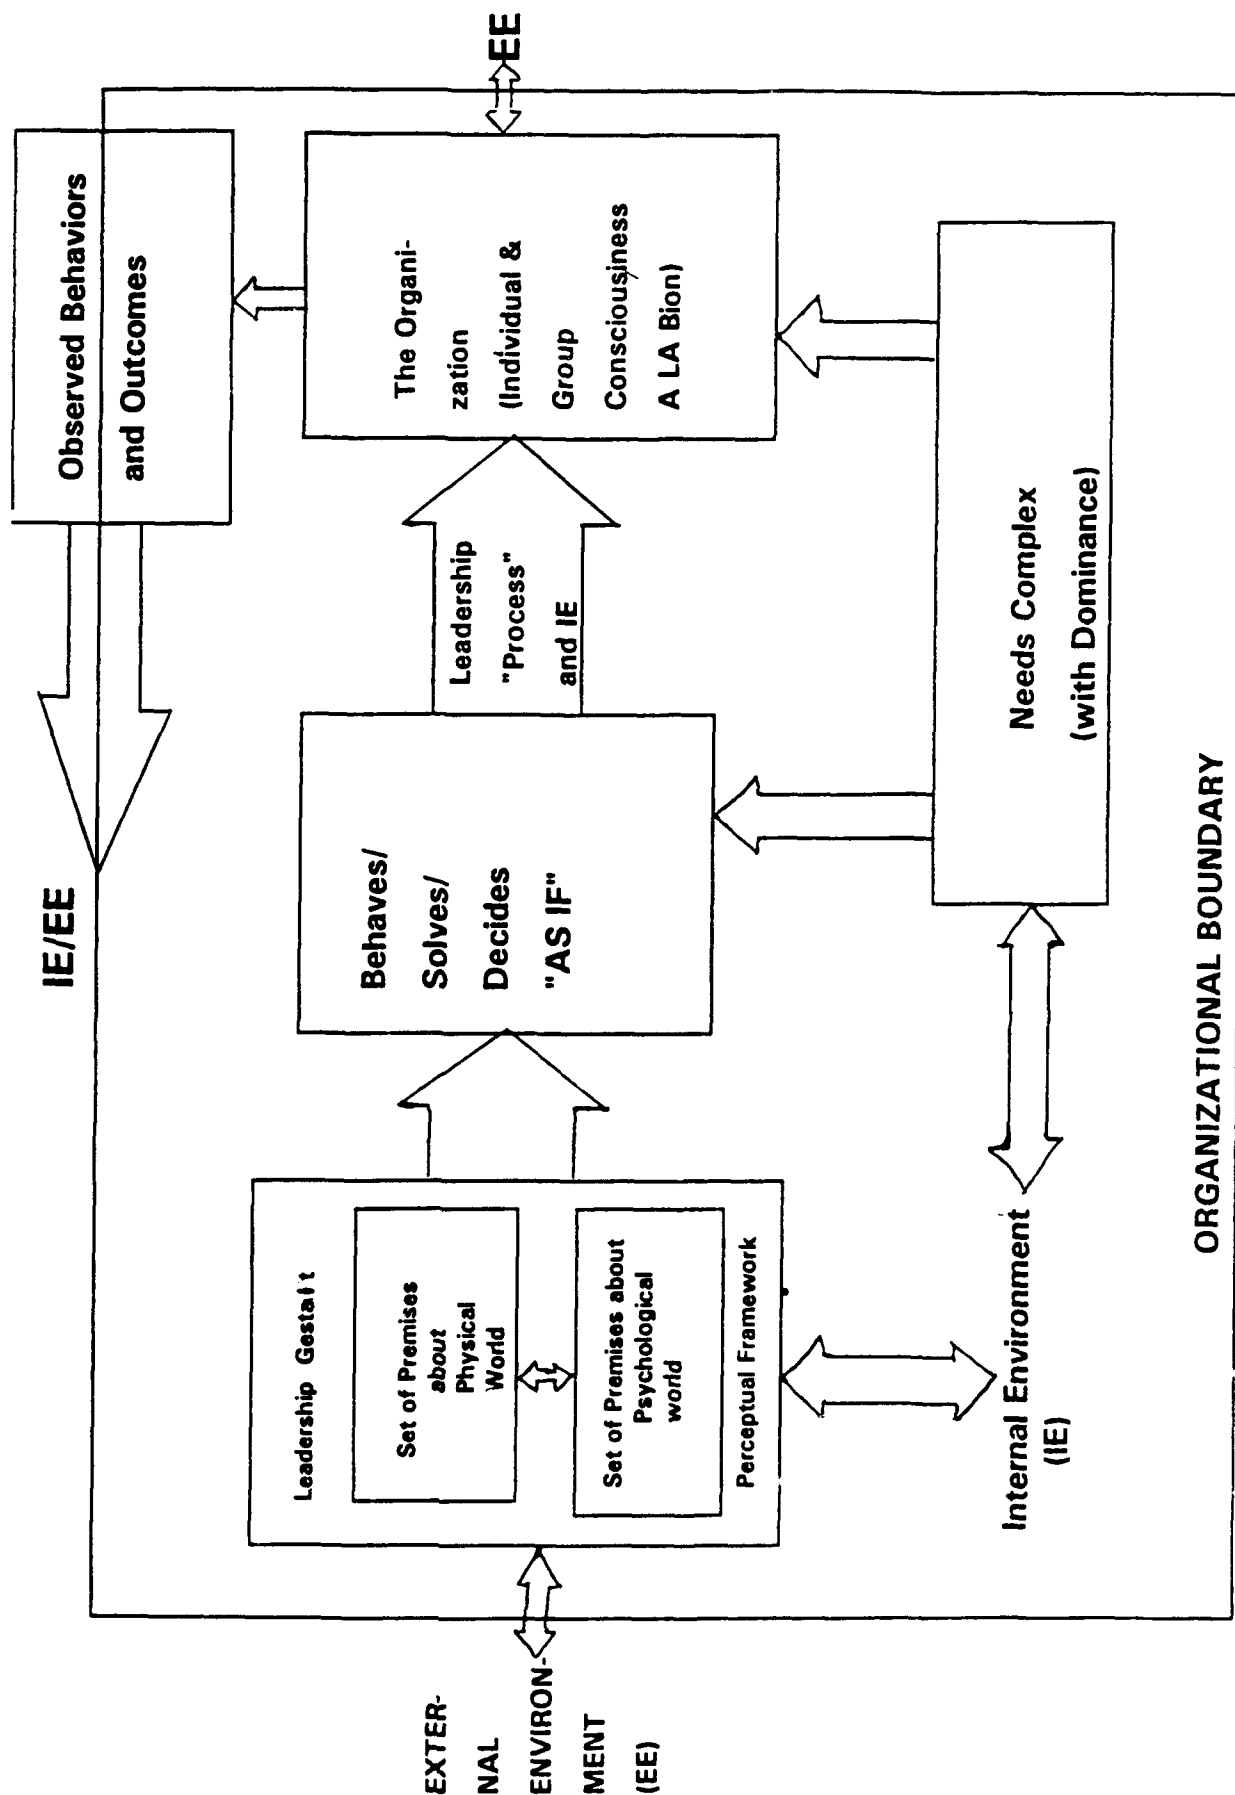 EXTER-
NAL
ENVIRON-
MENT
(EE)
Leadership Gestalt
Set of Premises
about
Physical
World
Set of Premises about
Psychological
world
Perceptual Framework
Internal Environment
(IE)
Behaves/
Solves/
Decides
"AS IF"
Leadership
"Process"
and IE
The Organi-
zation
(Individual &
Group
Consciousiness
A LA Bion)
EE
Observed Behaviors
and Outcomes
IE/EE
Needs Complex
(with Dominance)
ORGANIZATIONAL BOUNDARY